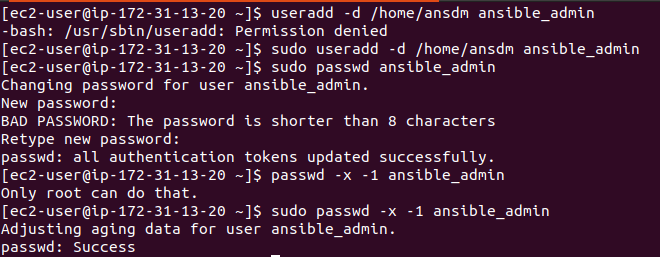 [ec2-user@ip-172-31-13-20 ~]$ useradd -d /home/ansdm ansible_admin
-bash: /usr/sbin/useradd: Permission denied
[ec2-user@ip-172-31-13-20 ~]$ sudo useradd -d /home/ansdm ansible_admin
[ec2-user@ip-172-31-13-20 ~]$ sudo passwd ansible_admin
Changing password for user ansible_admin.
New password:
BAD PASSWORD: The password is shorter than 8 characters
Retype new password:
passwd: all authentication tokens updated successfully.
[ec2-user@ip-172-31-13-20 ~]$ passwd -x -1 ansible_admin
Only root can do that.
[ec2-user@ip-172-31-13-20 ~]$ sudo passwd -x -1 ansible_admin
Adjusting aging data for user ansible_admin.
passwd: Success